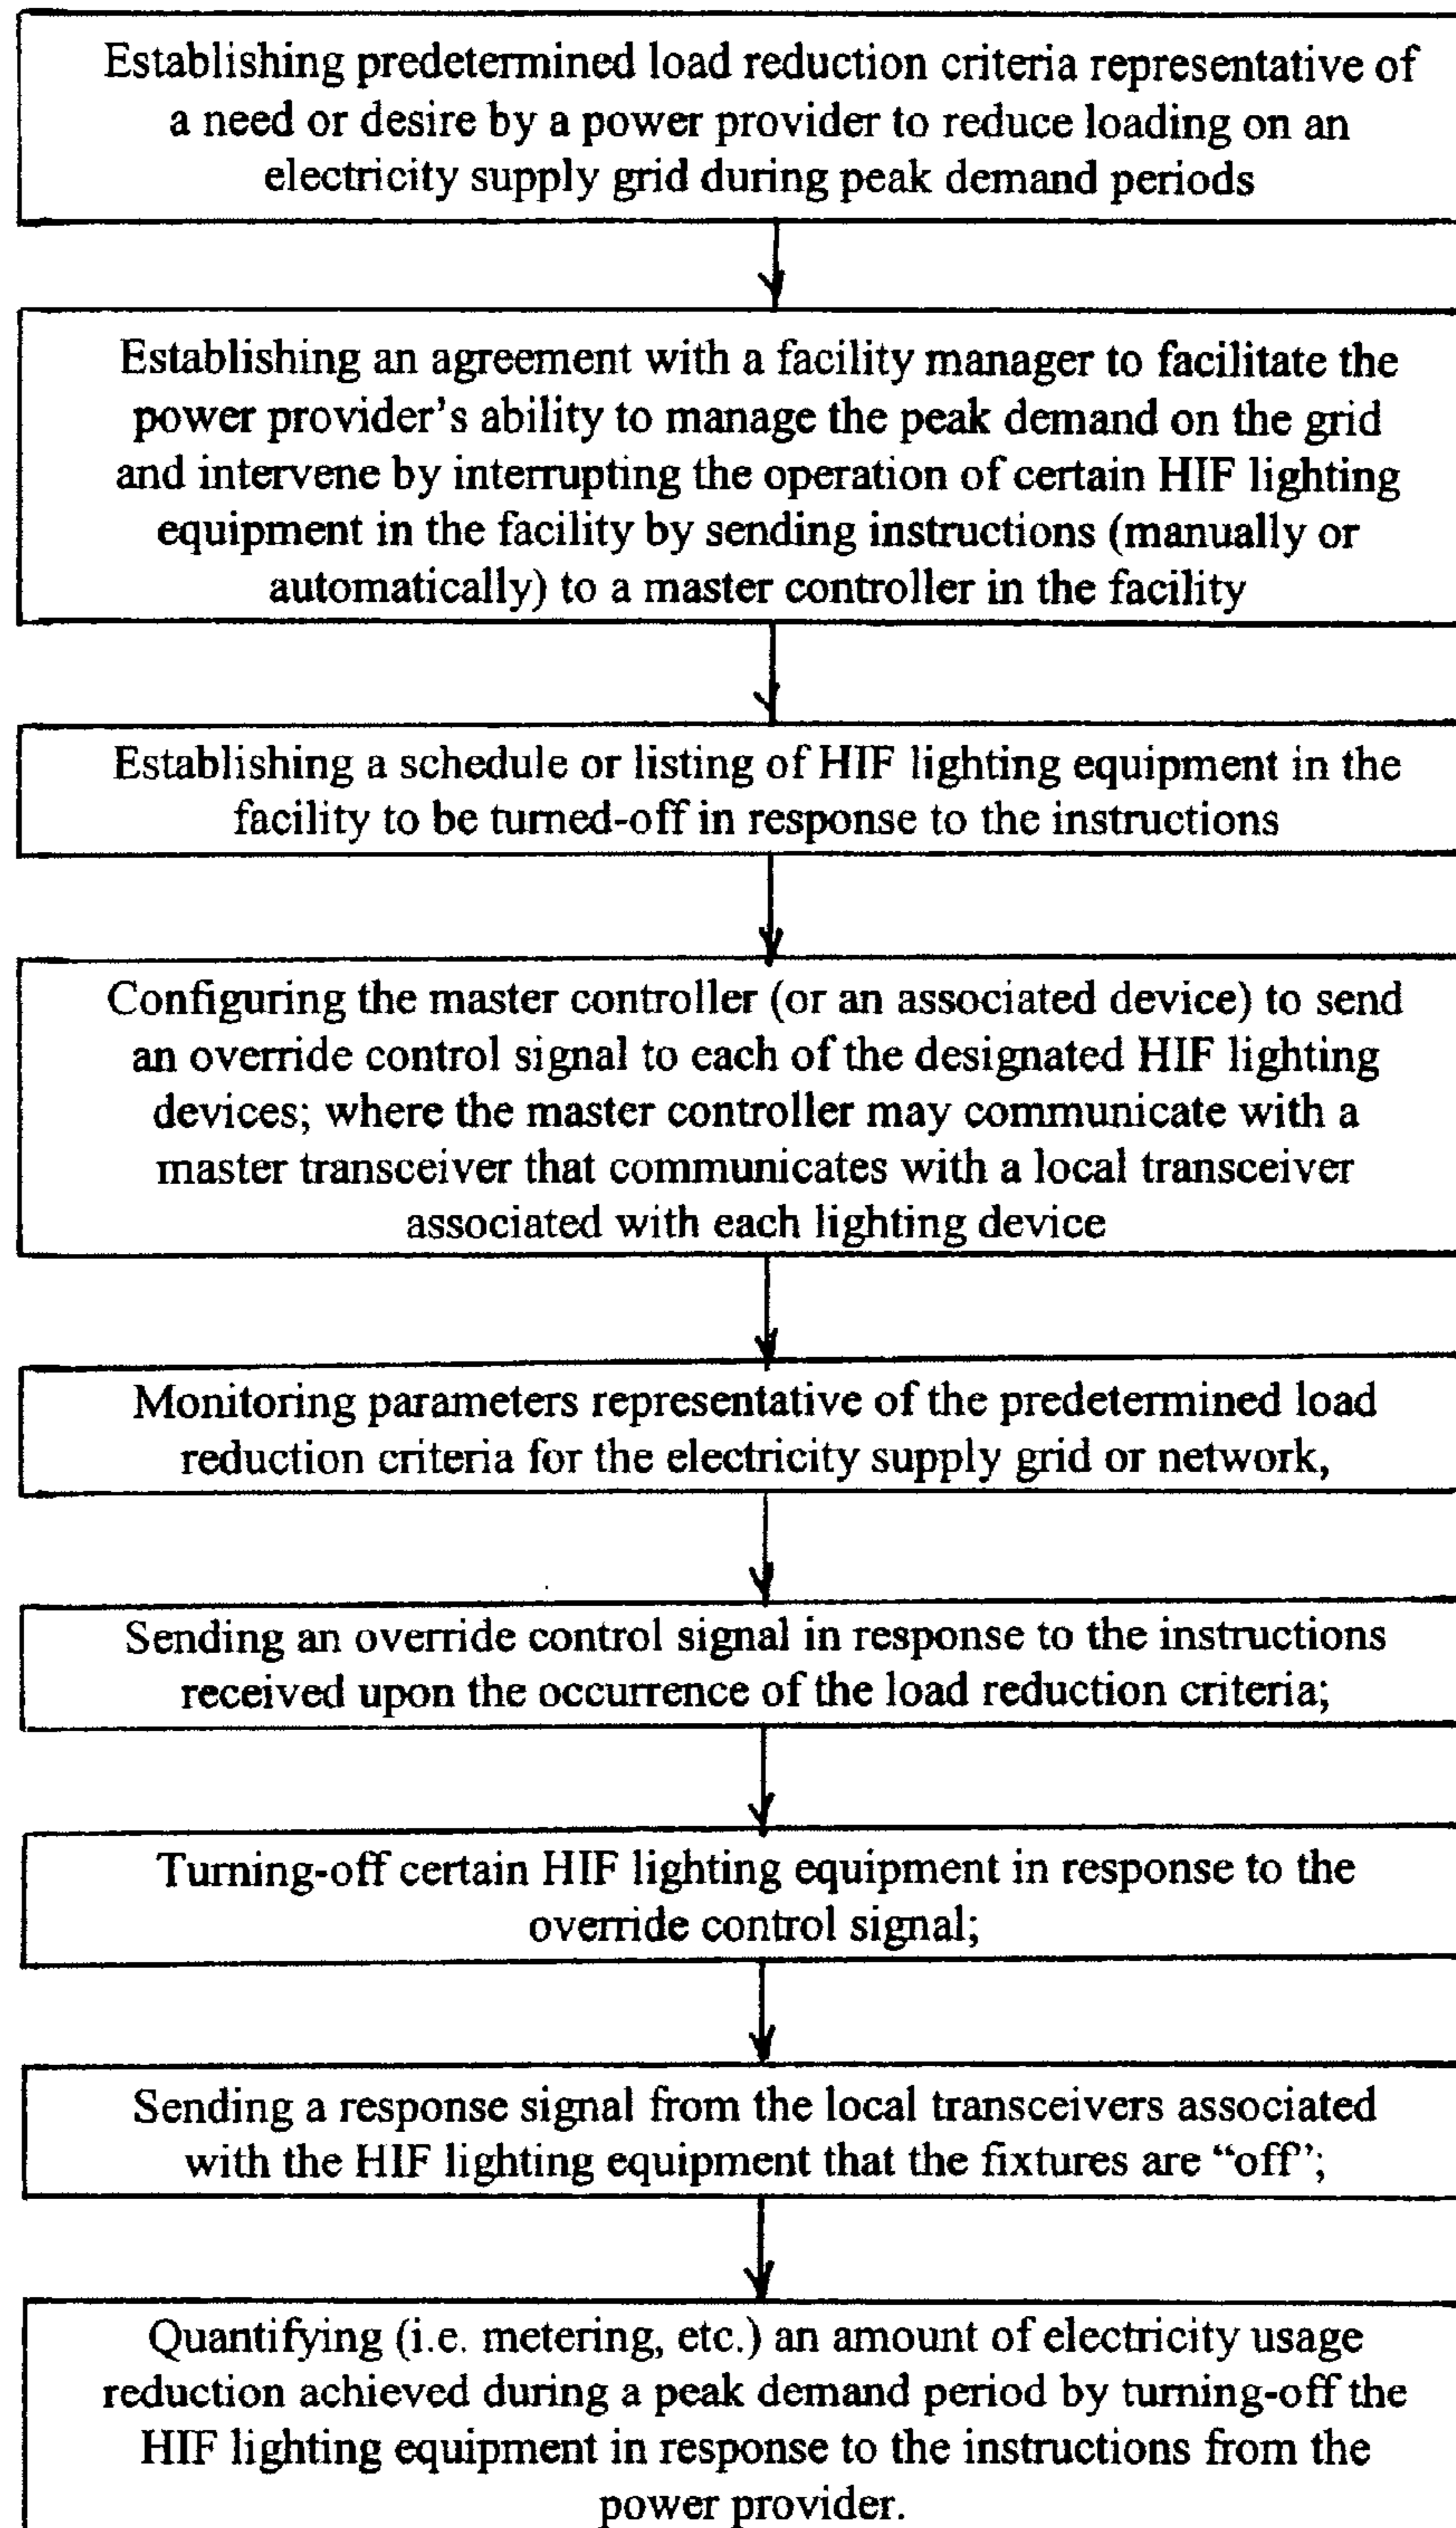 Establishing predetermined load reduction criteria representative of
a need or desire by a power provider to reduce loading on an
electricity supply grid during peak demand periods
Establishing an agreement with a facility manager to facilitate the
power provider's ability to manage the peak demand on the grid
and intervene by interrupting the operation of certain HIF lighting
equipment in the facility by sending instructions (manually or
automatically) to a master controller in the facility
Establishing a schedule or listing of HIF lighting equipment in the
facility to be turned-off in response to the instructions
Configuring the master controller (or an associated device) to send
an override control signal to each of the designated HIF lighting
devices; where the master controller may communicate with a
master transceiver that communicates with a local transceiver
associated with each lighting device
Monitoring parameters representative of the predetermined load
reduction criteria for the electricity supply grid or network,
Sending an override control signal in response to the instructions
received upon the occurrence of the load reduction criteria;
Turning-off certain HIF lighting equipment in response to the
override control signal;
Sending a response signal from the local transceivers associated
with the HIF lighting equipment that the fixtures are “off”;
Quantifying (i.e. metering, etc.) an amount of electricity usage
reduction achieved during a peak demand period by turning-off the
HIF lighting equipment in response to the instructions from the
power provider.